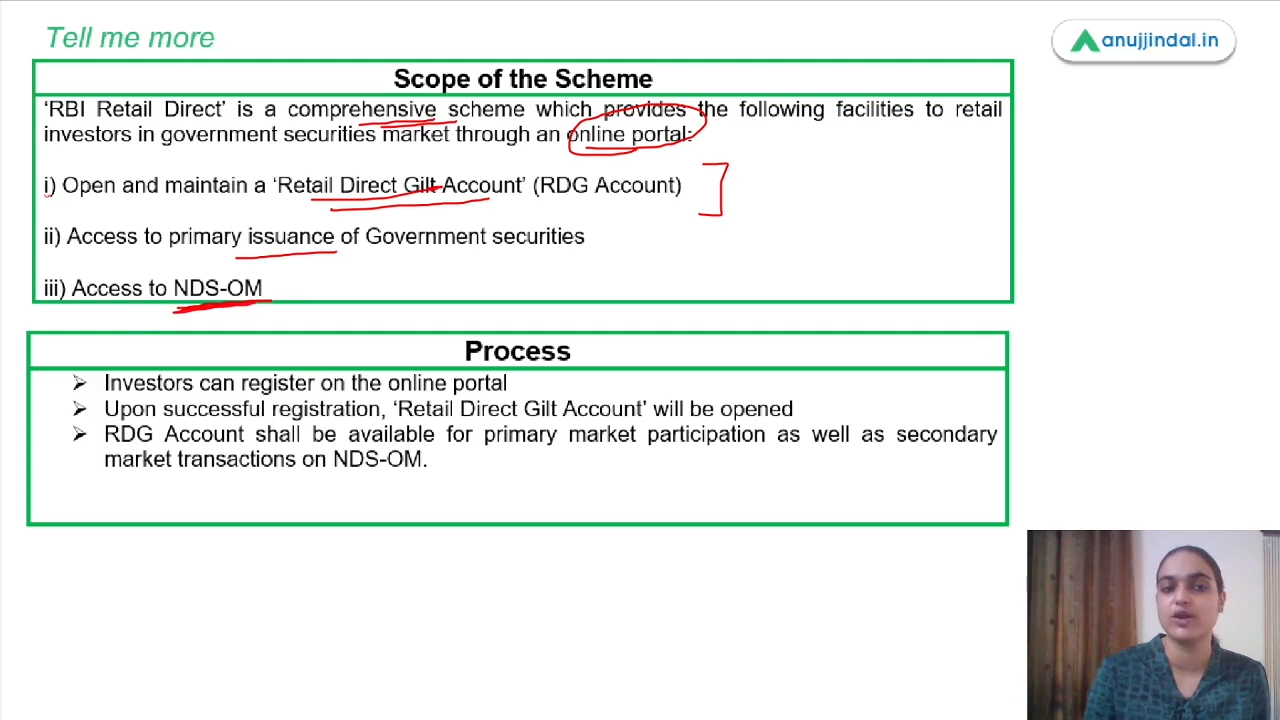 Tell me more
anujjindal.in
Scope of the Scheme
‘RBI Retail Direct’ is a comprehensive scheme which provides the following facilities to retail
investors in government securities market through an online portal:
i) Open and maintain a ‘Retail Direct Gilt Account’ (RDG Account)
ii) Access to primary issuance of Government securities
iii) Access to NDS-OM
Process
➢ Investors can register on the online portal
➢ Upon successful registration, ‘Retail Direct Gilt Account’ will be opened
➢ RDG Account shall be available for primary market participation as well as secondary
market transactions on NDS-OM.